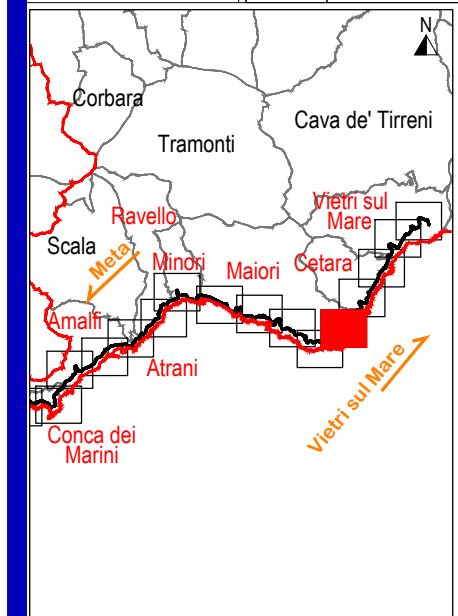 N
Corbara
Cava de' Tirreni
Tramonti
Ravello
Vietri sul
Mare
Scala
Meta
Minori
Maiori
Cetara
Amalfi
Atrani
Vietri sul Mare
Conca dei
Marini